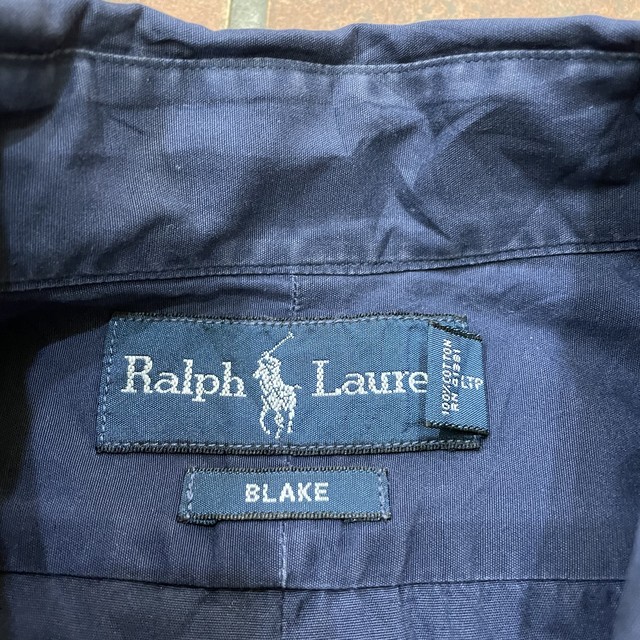 Ralph Laure
LTP
100% COTTON
RN 41381
BLAKE